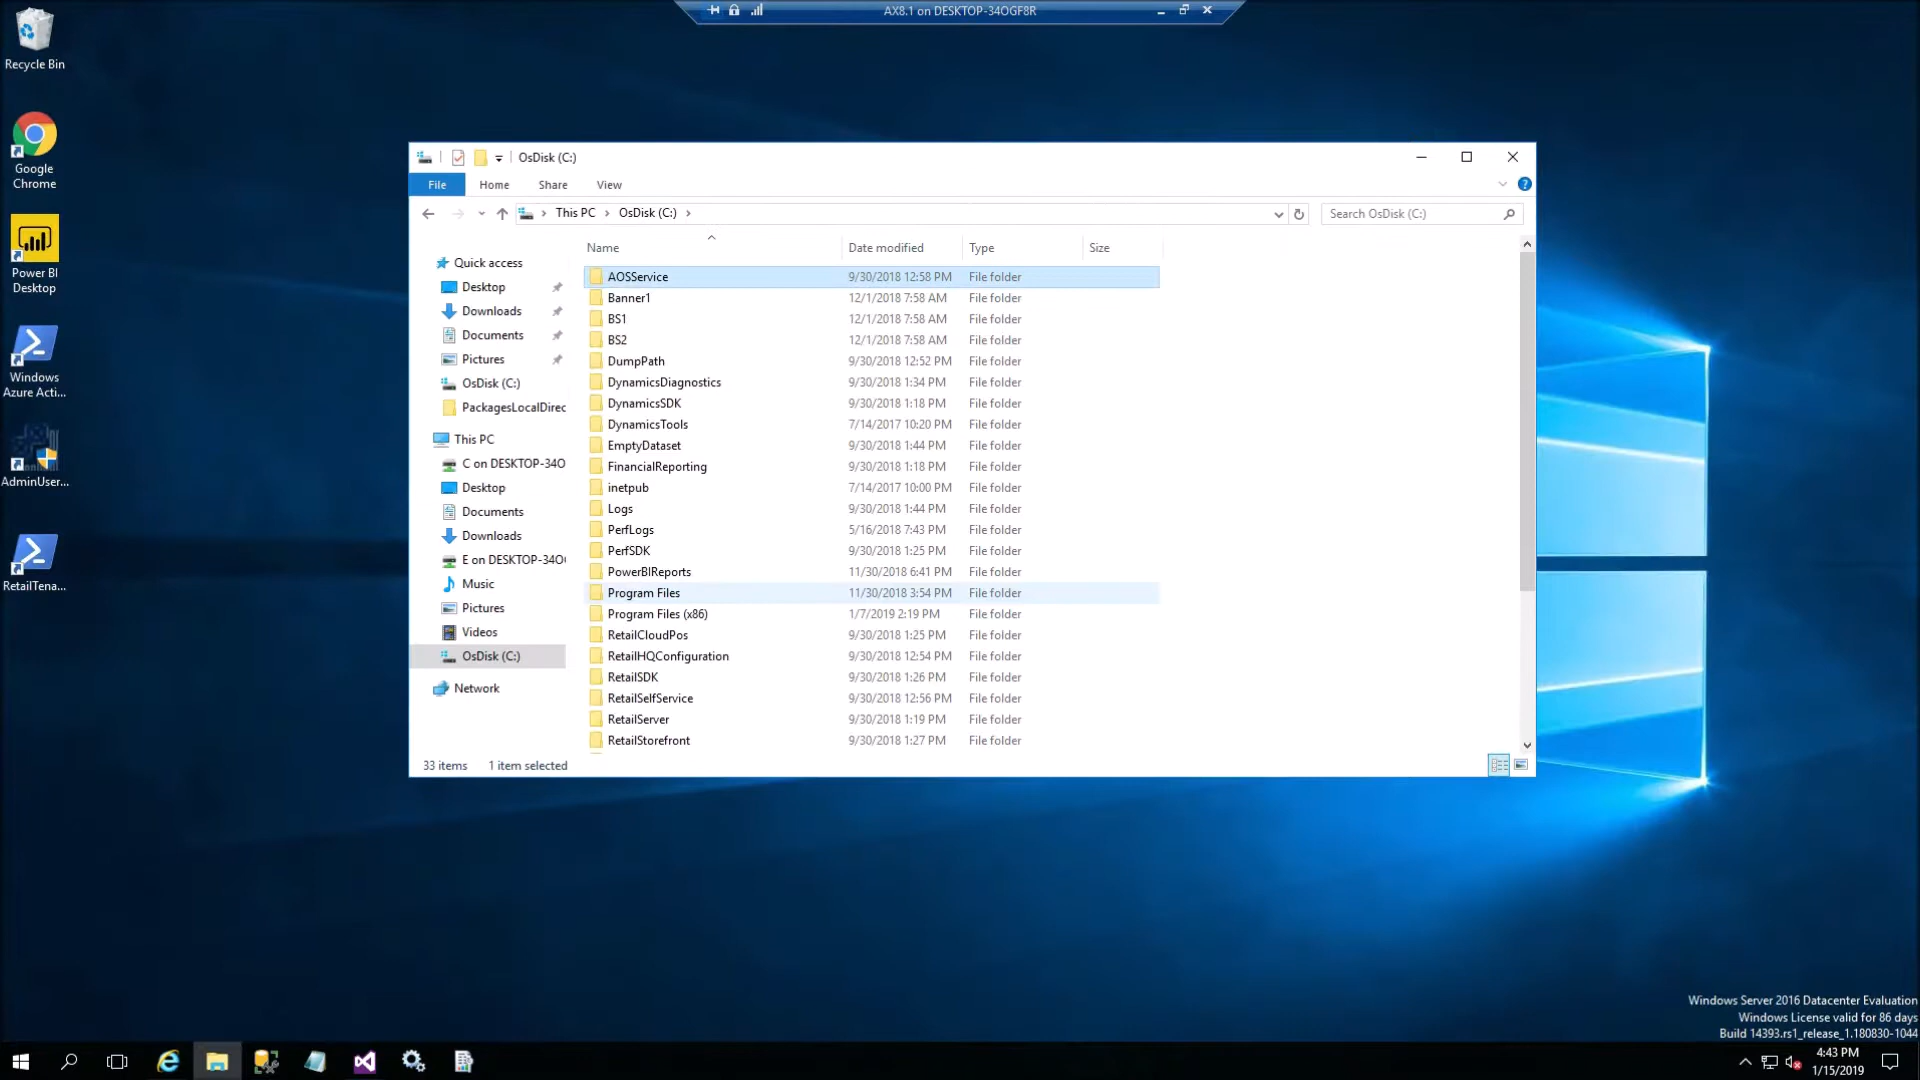 AX8.1 on DESKTOP-34OGF8R
Recycle Bin
Google
Chrome
Power BI
Desktop
Windows
Azure Acti...
AdminUser...
RetailTena...
OsDisk (C:)
File
Home
Share
View
This PC
OsDisk (C:)
Search OsDisk (C:)
Quick access
Desktop
Downloads
Documents
Pictures
OsDisk (C:)
PackagesLocalDirec
This PC
C on DESKTOP-34O
Desktop
Documents
Downloads
E on DESKTOP-34O
Music
Pictures
Videos
OsDisk (C:)
Network
Name Date modified Type Size
AOSService 9/30/2018 12:58 PM File folder
Banner1 12/1/2018 7:58 AM File folder
BS1 12/1/2018 7:58 AM File folder
BS2 12/1/2018 7:58 AM File folder
DumpPath 9/30/2018 12:52 PM File folder
DynamicsDiagnostics 9/30/2018 1:34 PM File folder
DynamicsSDK 9/30/2018 1:18 PM File folder
DynamicsTools 7/14/2017 10:20 PM File folder
EmptyDataset 9/30/2018 1:44 PM File folder
FinancialReporting 9/30/2018 1:18 PM File folder
inetpub 7/14/2017 10:00 PM File folder
Logs 9/30/2018 1:44 PM File folder
PerfLogs 5/16/2018 7:43 PM File folder
PerfSDK 9/30/2018 1:25 PM File folder
PowerBIReports 11/30/2018 6:41 PM File folder
Program Files 11/30/2018 3:54 PM File folder
Program Files (x86) 1/7/2019 2:19 PM File folder
RetailCloudPos 9/30/2018 1:25 PM File folder
RetailHQConfiguration 9/30/2018 12:54 PM File folder
RetailSDK 9/30/2018 1:26 PM File folder
RetailSelfService 9/30/2018 12:56 PM File folder
RetailServer 9/30/2018 1:19 PM File folder
RetailStorefront 9/30/2018 1:27 PM File folder
33 items 1 item selected
Windows Server 2016 Datacenter Evaluation
Windows License valid for 86 days
Build 14393.rs1_release_1.180830-1044
4:43 PM
1/15/2019